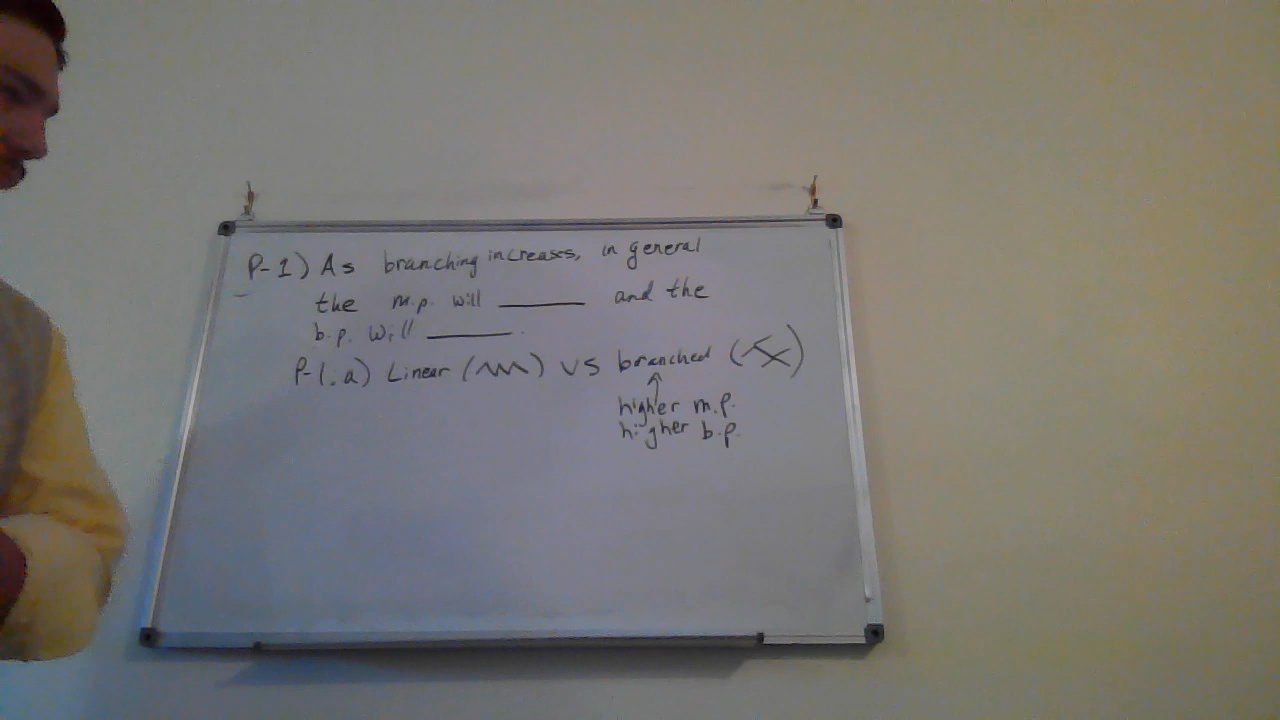 P-1) As branching increases, in general
the m.p. will ______ and the
b.p. will ______.
P-1.a) Linear ( ) vs branched ( )
higher m.p.
higher b.p.